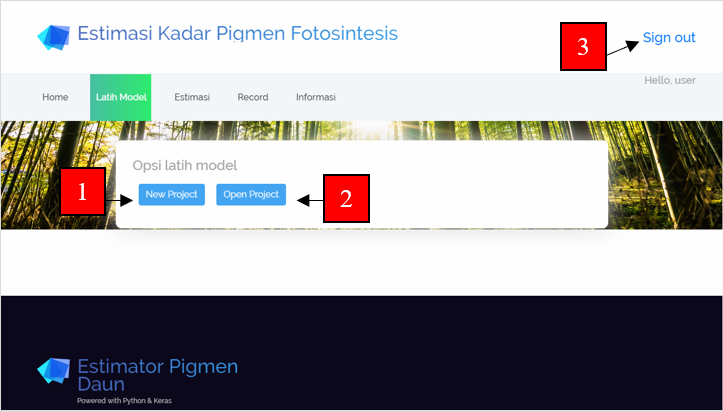 Estimasi Kadar Pigmen Fotosintesis
3
Sign out
Hello, user
Home Latih Model Estimasi Record Informasi
Opsi latih model
1
New Project Open Project
2
Estimator Pigmen
Daun
Powered with Python & Keras